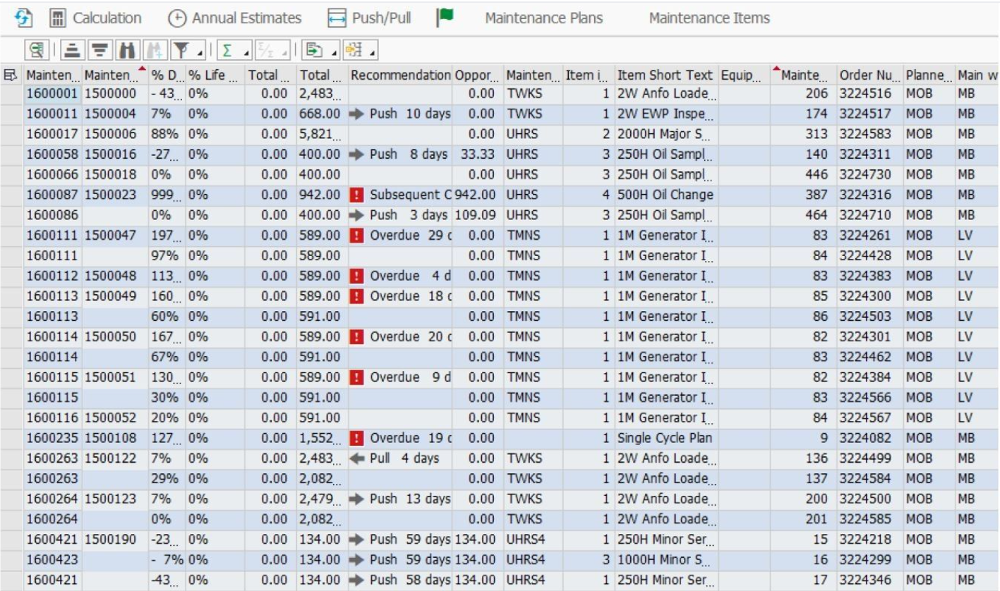 Calculation Annual Estimates Push/Pull Maintenance Plans Maintenance Items
Mainten... Mainten... % D... % Life ... Total ... Total ... Recommendation Oppor... Mainten... Item i... Item Short Text Equip... Mainte... Order Nu... Planne... Main w
1600001 1500000 - 43... 0% 0.00 2,483... 0.00 TWKS 1 2W Anfo Loade... 206 3224516 MOB MB
1600011 1500004 7% 0% 0.00 668.00 Push 10 days 0.00 TWKS 1 2W EWP Inspe... 174 3224517 MOB MB
1600017 1500006 88% 0% 0.00 5,821... 0.00 UHRS 2 2000H Major S... 313 3224583 MOB MB
1600058 1500016 -27... 0% 0.00 400.00 Push 8 days 33.33 UHRS 3 250H Oil Sampl... 140 3224311 MOB MB
1600066 1500018 0% 0% 0.00 400.00 0.00 UHRS 3 250H Oil Sampl... 446 3224730 MOB MB
1600087 1500023 999... 0% 0.00 942.00 ! Subsequent C 942.00 UHRS 4 500H Oil Change 387 3224316 MOB MB
1600086 0% 0% 0.00 400.00 Push 3 days 109.09 UHRS 3 250H Oil Sampl... 464 3224710 MOB MB
1600111 1500047 197... 0% 0.00 589.00 ! Overdue 29 d 0.00 TMNS 1 1M Generator I... 83 3224261 MOB LV
1600111 97% 0% 0.00 589.00 0.00 TMNS 1 1M Generator I... 84 3224428 MOB LV
1600112 1500048 113... 0% 0.00 589.00 ! Overdue 4 d 0.00 TMNS 1 1M Generator I... 83 3224383 MOB LV
1600113 1500049 160... 0% 0.00 589.00 ! Overdue 18 d 0.00 TMNS 1 1M Generator I... 85 3224300 MOB LV
1600113 60% 0% 0.00 591.00 0.00 TMNS 1 1M Generator I... 86 3224503 MOB LV
1600114 1500050 167... 0% 0.00 589.00 ! Overdue 20 d 0.00 TMNS 1 1M Generator I... 82 3224301 MOB LV
1600114 67% 0% 0.00 591.00 0.00 TMNS 1 1M Generator I... 83 3224462 MOB LV
1600115 1500051 130... 0% 0.00 589.00 ! Overdue 9 d 0.00 TMNS 1 1M Generator I... 82 3224384 MOB LV
1600115 30% 0% 0.00 591.00 0.00 TMNS 1 1M Generator I... 83 3224566 MOB LV
1600116 1500052 20% 0% 0.00 591.00 0.00 TMNS 1 1M Generator I... 84 3224567 MOB LV
1600235 1500108 127... 0% 0.00 1,552... ! Overdue 19 d 0.00 1 Single Cycle Plan 9 3224082 MOB MB
1600263 1500122 7% 0% 0.00 2,483... Pull 4 days 0.00 TWKS 1 2W Anfo Loade... 136 3224499 MOB MB
1600263 29% 0% 0.00 2,082... 0.00 TWKS 1 2W Anfo Loade... 137 3224584 MOB MB
1600264 1500123 7% 0% 0.00 2,479... Push 13 days 0.00 TWKS 1 2W Anfo Loade... 200 3224500 MOB MB
1600264 0% 0% 0.00 2,082... 0.00 TWKS 1 2W Anfo Loade... 201 3224585 MOB MB
1600421 1500190 -23... 0% 0.00 134.00 Push 59 days 134.00 UHRS4 1 250H Minor Ser... 15 3224218 MOB MB
1600423 - 7% 0% 0.00 134.00 Push 59 days 134.00 UHRS4 3 1000H Minor S... 16 3224299 MOB MB
1600421 -43... 0% 0.00 134.00 Push 58 days 134.00 UHRS4 1 250H Minor Ser... 17 3224346 MOB MB